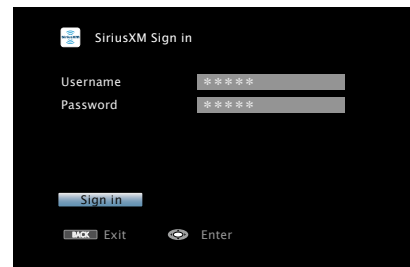 SiriusXM Sign in
Username *****
Password *****
Sign in
BACK Exit Enter